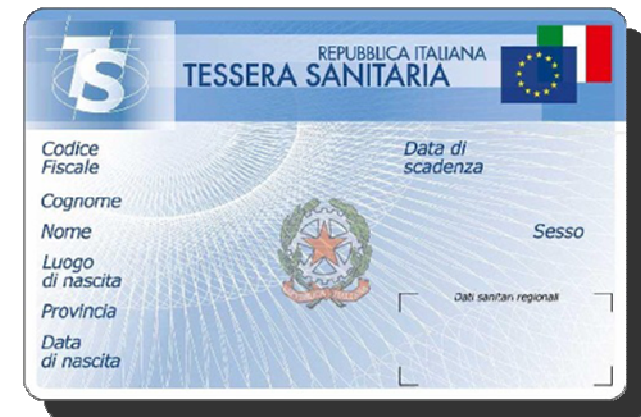 TS
REPUBBLICA ITALIANA
TESSERA SANITARIA
Codice
Fiscale
Data di
scadenza
Cognome
Nome
Sesso
Luogo
di nascita
Dati sanitari regionali
Provincia
Data
di nascita